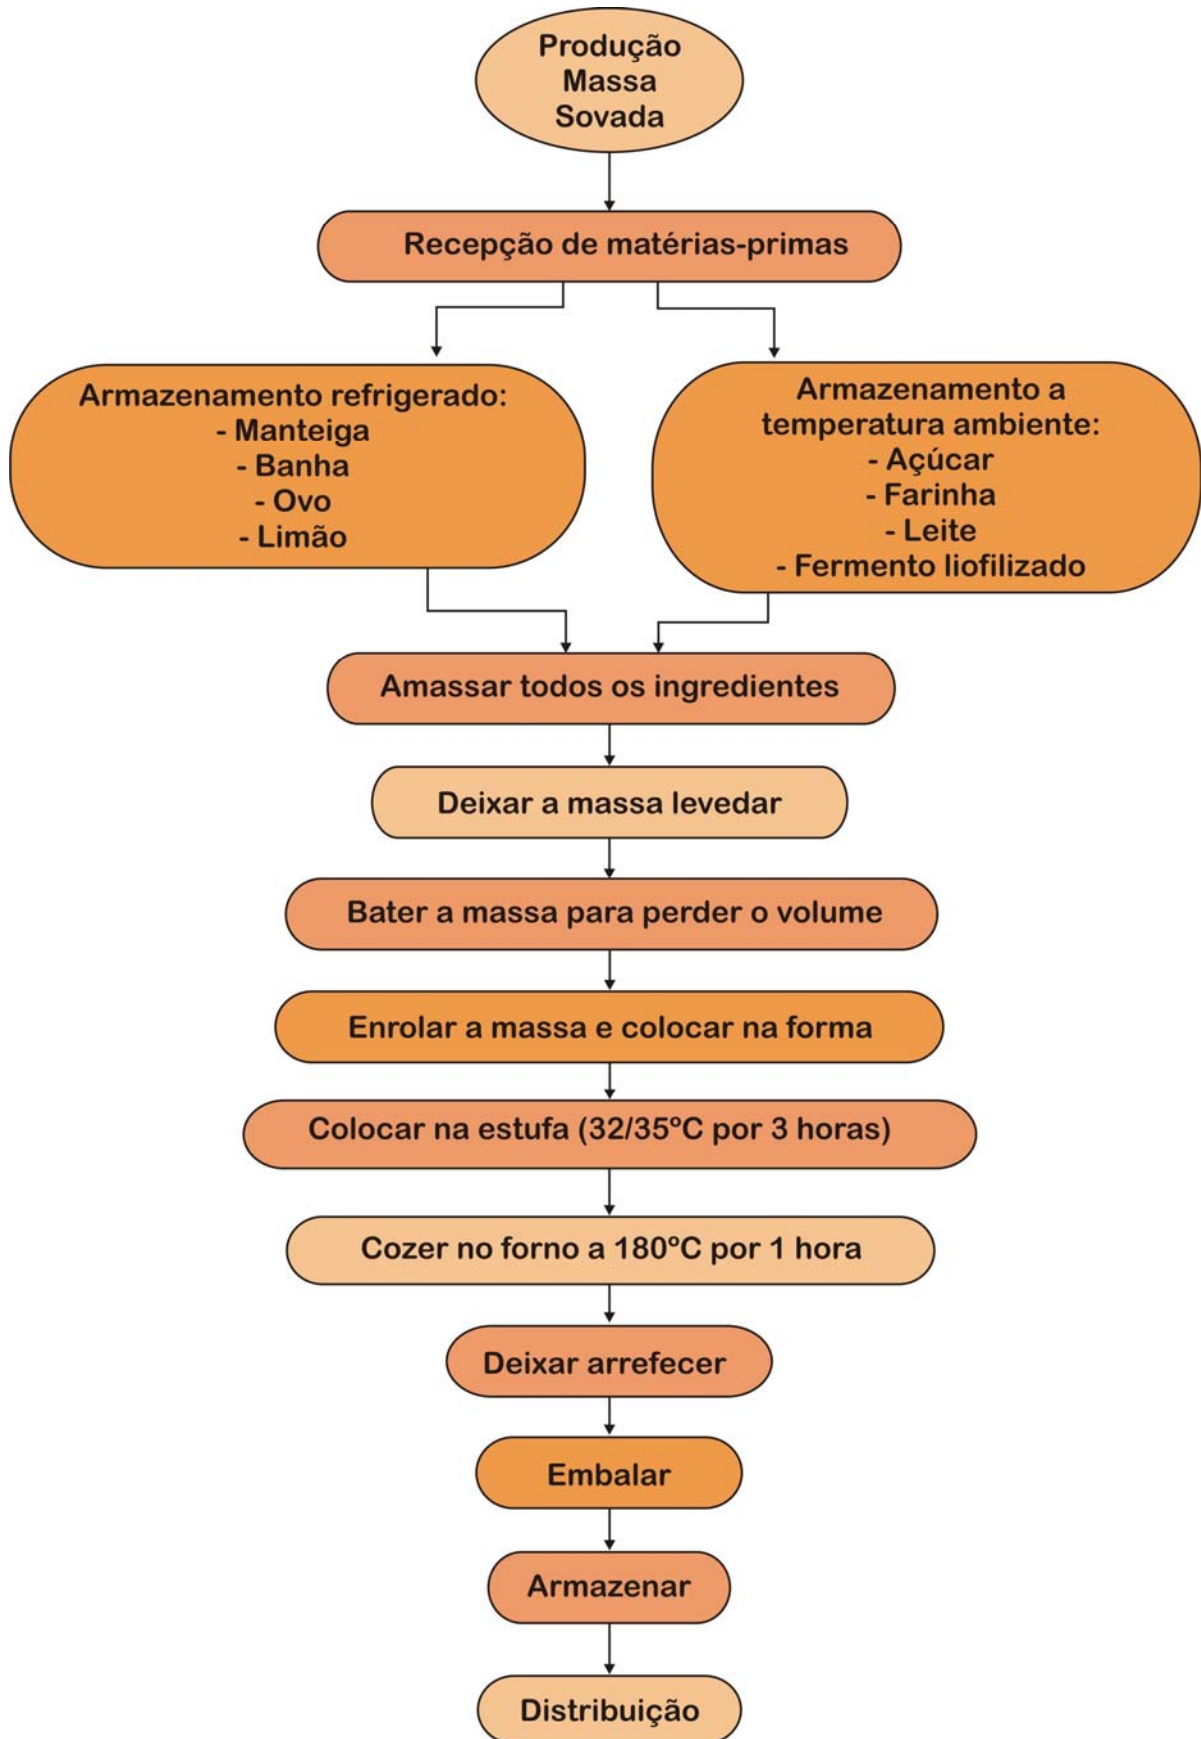 Produção
Massa
Sovada
Recepção de matérias-primas
Armazenamento refrigerado:
- Manteiga
- Banha
- Ovo
- Limão
Armazenamento a
temperatura ambiente:
- Açúcar
- Farinha
- Leite
- Fermento liofilizado
Amassar todos os ingredientes
Deixar a massa levedar
Bater a massa para perder o volume
Enrolar a massa e colocar na forma
Colocar na estufa (32/35ºC por 3 horas)
Cozer no forno a 180ºC por 1 hora
Deixar arrefecer
Embalar
Armazenar
Distribuição